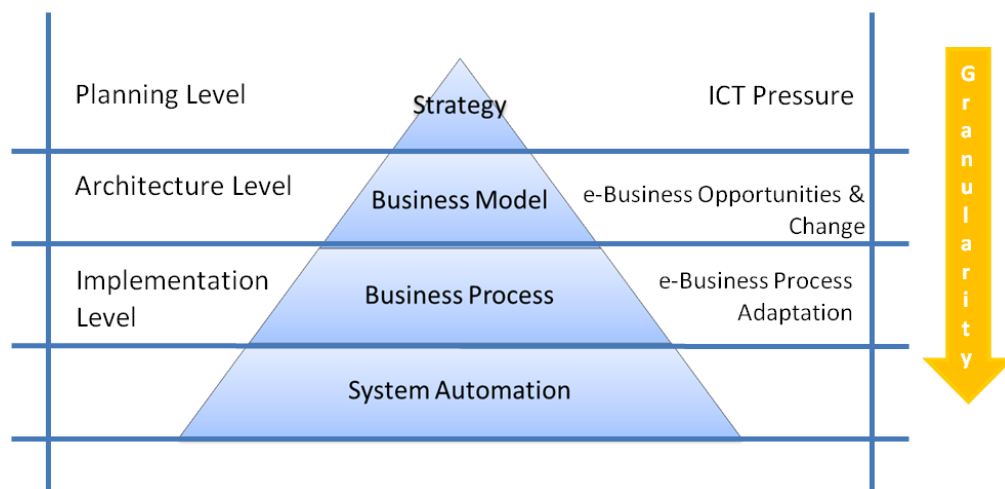 Planning Level
Strategy
ICT Pressure
Architecture Level
Business Model
e-Business Opportunities &
Change
Implementation
Level
Business Process
e-Business Process
Adaptation
System Automation
Granularity